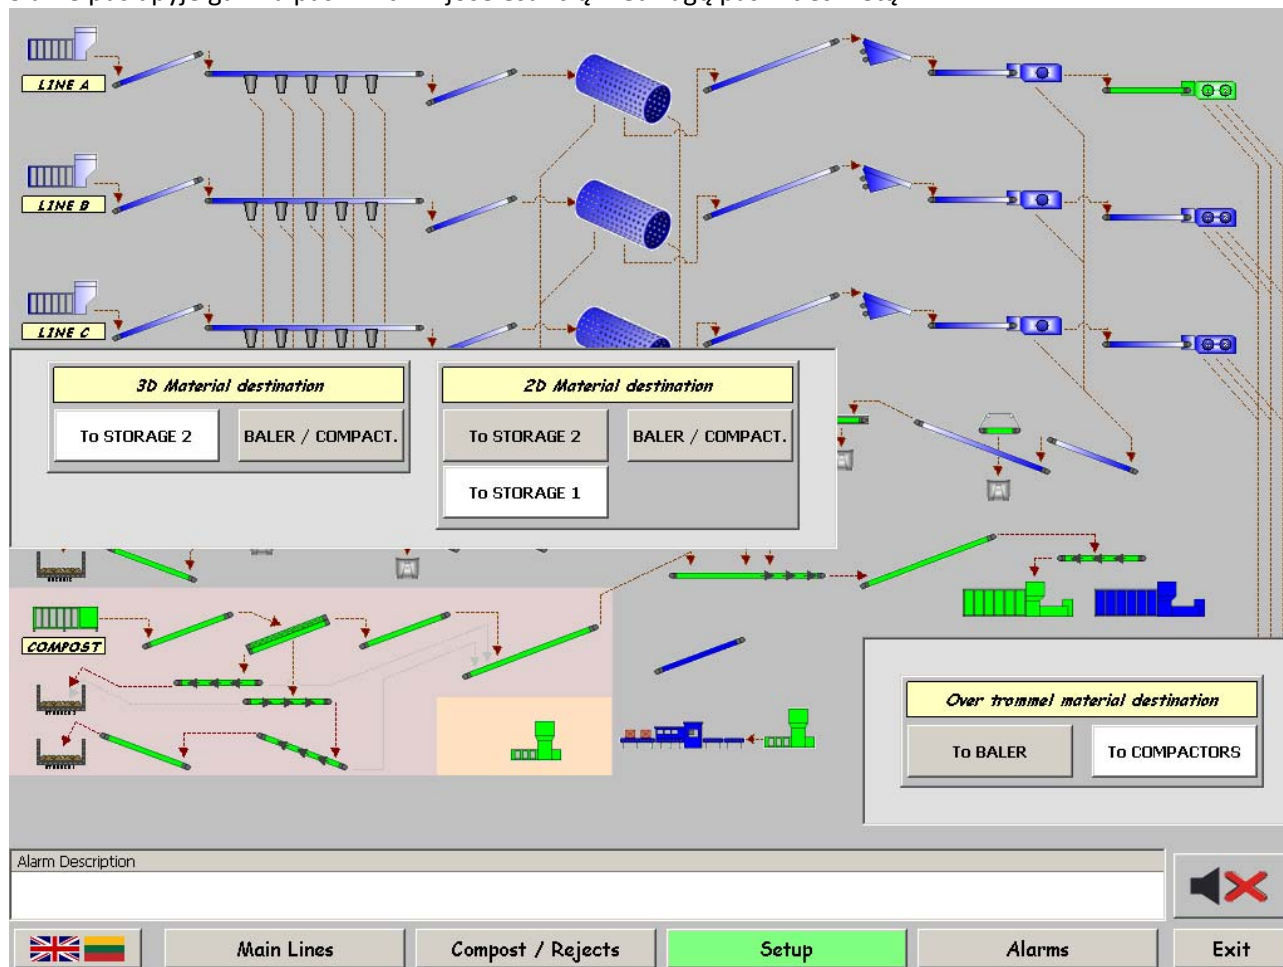 LINE A
LINE B
LINE C
3D Material destination
To STORAGE 2
BALER / COMPACT.
2D Material destination
To STORAGE 2
BALER / COMPACT.
To STORAGE 1
COMPOST
Over trommel material destination
To BALER
To COMPACTORS
Alarm Description
Main Lines
Compost / Rejects
Setup
Alarms
Exit